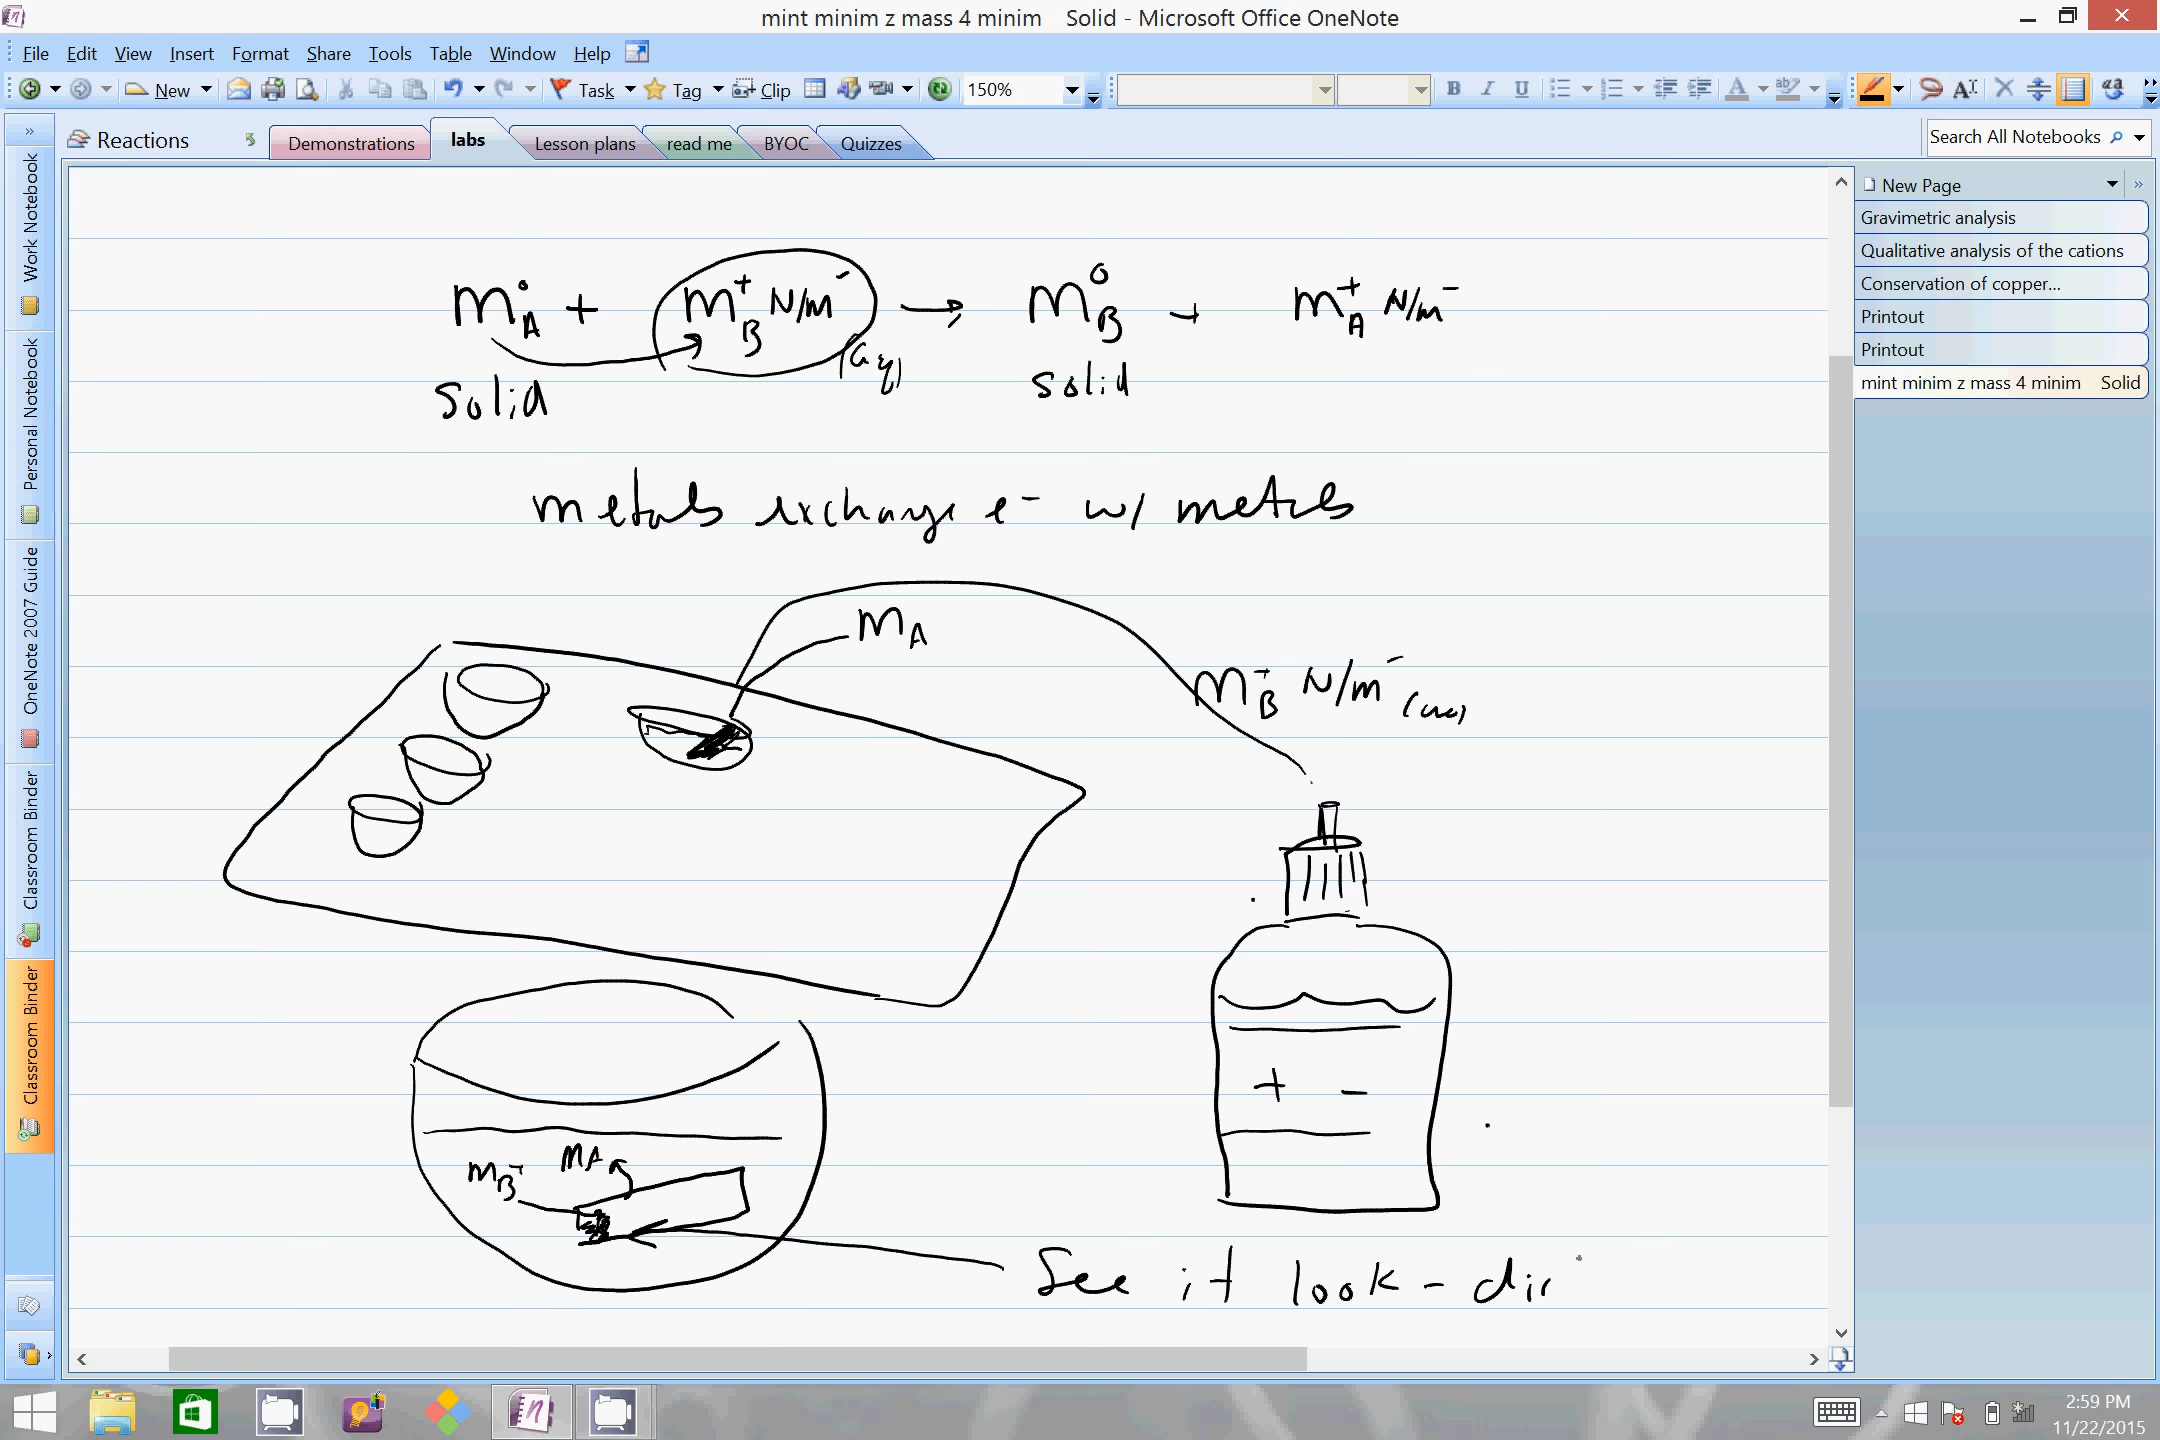 mint minim z mass 4 minim Solid - Microsoft Office OneNote
File Edit View Insert Format Share Tools Table Window Help
New Task Tag Clip 150% B I U
Reactions Demonstrations labs Lesson plans read me BYOC Quizzes Search All Notebooks
New Page
Gravimetric analysis
Qualitative analysis of the cations
Conservation of copper...
Printout
Printout
mint minim z mass 4 minim Solid
Work Notebook
Personal Notebook
OneNote 2007 Guide
Classroom Binder
Classroom Binder
M°A + M+B N/m- (aq) → M°B + M+A N/m-
Solid solid
metals exchange e- w/ metals
MA
M+B N/m-
+ -
MB+ MA
See it look - dir
2:59 PM
11/22/2015